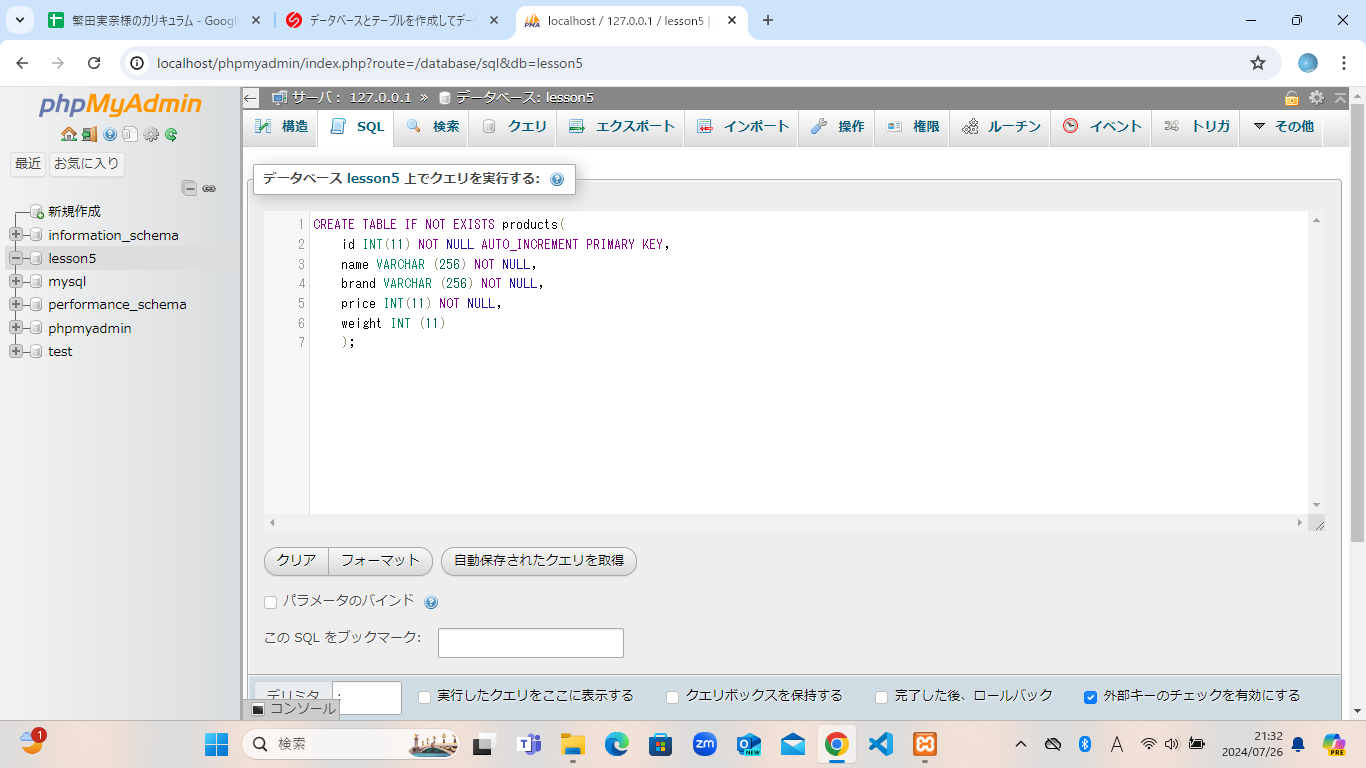 繁田実奈様のカリキュラム - Googl
データベースとテーブルを作成してデー
localhost / 127.0.0.1 / lesson5 |
localhost/phpmyadmin/index.php?route=/database/sql&db=lesson5
phpMyAdmin
最近 お気に入り
新規作成
information_schema
lesson5
mysql
performance_schema
phpmyadmin
test
サーバ： 127.0.0.1 » データベース: lesson5
構造 SQL 検索 クエリ エクスポート インポート 操作 権限 ルーチン イベント トリガ その他
データベース lesson5 上でクエリを実行する:
1 CREATE TABLE IF NOT EXISTS products(
2 id INT(11) NOT NULL AUTO_INCREMENT PRIMARY KEY,
3 name VARCHAR (256) NOT NULL,
4 brand VARCHAR (256) NOT NULL,
5 price INT(11) NOT NULL,
6 weight INT (11)
7 );
クリア フォーマット 自動保存されたクエリを取得
パラメータのバインド
この SQL をブックマーク:
デリミタ ; 実行したクエリをここに表示する クエリボックスを保持する 完了した後、ロールバック 外部キーのチェックを有効にする
コンソール
1
検索
zm
NEW
A
21:32
2024/07/26
PRE